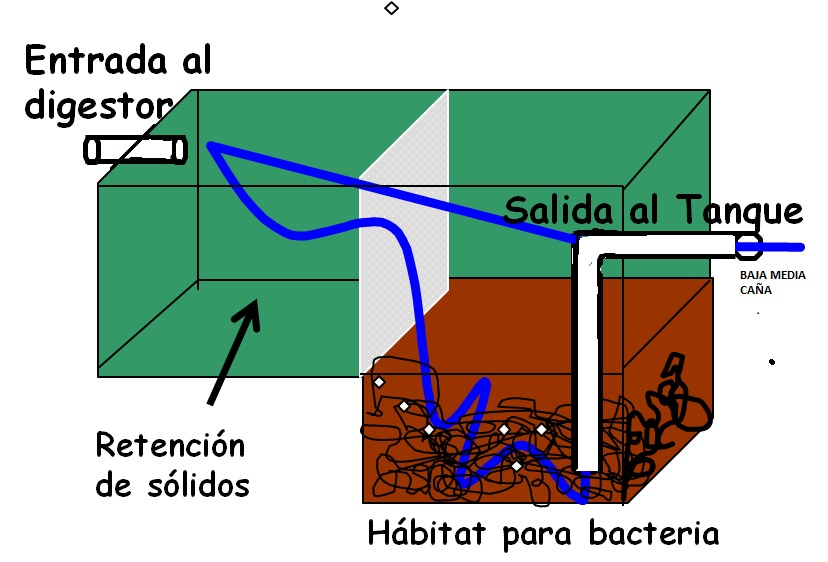 Entrada al
digestor
Salida al Tanque
BAJA MEDIA
CAÑA
Retención
de sólidos
Hábitat para bacteria